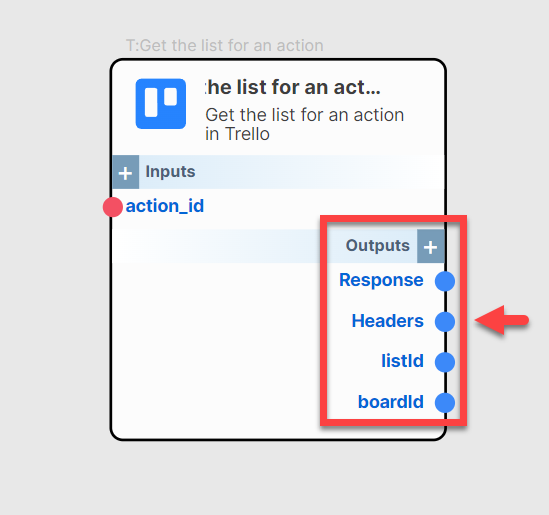 T:Get the list for an action
the list for an act...
Get the list for an action
in Trello
+ Inputs
action_id
Outputs +
Response
Headers
listId
boardId